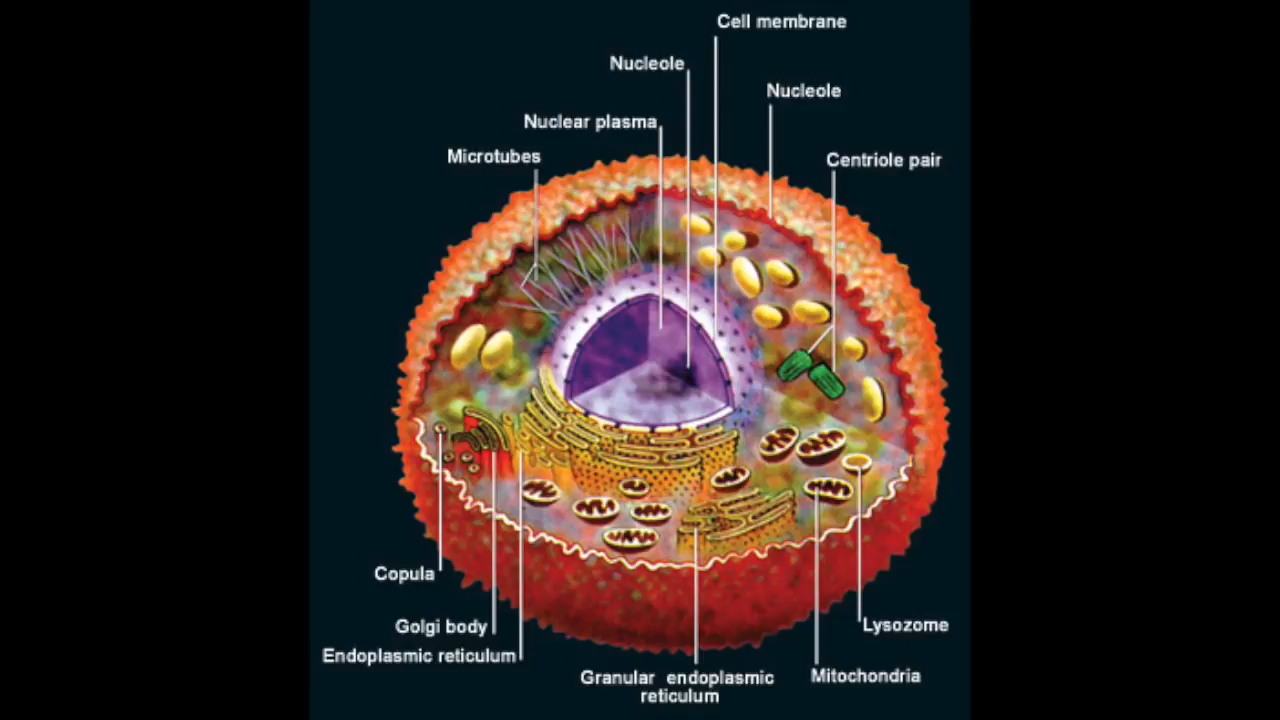 Cell membrane
Nucleole
Nucleole
Nuclear plasma
Microtubes
Centriole pair
Copula
Golgi body
Lysozome
Endoplasmic reticulum
Granular endoplasmic
reticulum
Mitochondria